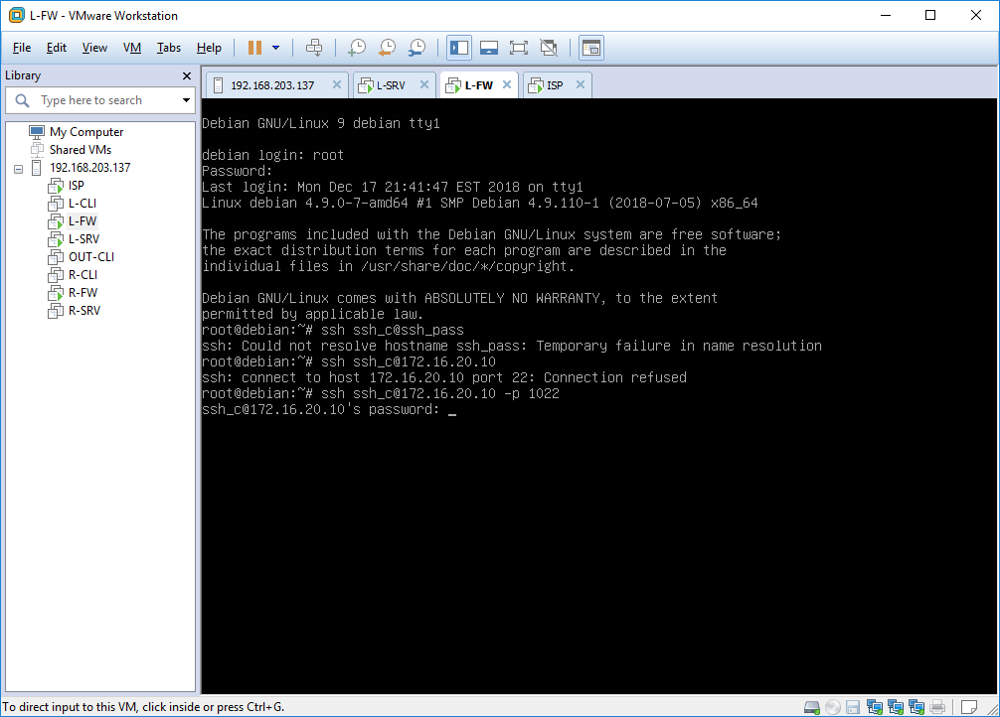 L-FW - VMware Workstation
File Edit View VM Tabs Help
Library
Type here to search
My Computer
Shared VMs
192.168.203.137
ISP
L-CLI
L-FW
L-SRV
OUT-CLI
R-CLI
R-FW
R-SRV
192.168.203.137 L-SRV L-FW ISP
Debian GNU/Linux 9 debian tty1
debian login: root
Password:
Last login: Mon Dec 17 21:41:47 EST 2018 on tty1
Linux debian 4.9.0-7-amd64 #1 SMP Debian 4.9.110-1 (2018-07-05) x86_64
The programs included with the Debian GNU/Linux system are free software;
the exact distribution terms for each program are described in the
individual files in /usr/share/doc/*/copyright.
Debian GNU/Linux comes with ABSOLUTELY NO WARRANTY, to the extent
permitted by applicable law.
root@debian:~# ssh ssh_c@ssh_pass
ssh: Could not resolve hostname ssh_pass: Temporary failure in name resolution
root@debian:~# ssh ssh_c@172.16.20.10
ssh: connect to host 172.16.20.10 port 22: Connection refused
root@debian:~# ssh ssh_c@172.16.20.10 -p 1022
ssh_c@172.16.20.10's password: _
To direct input to this VM, click inside or press Ctrl+G.